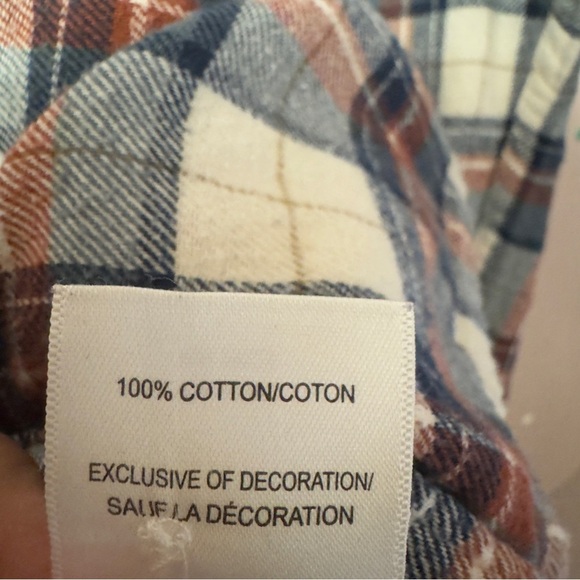 100% COTTON/COTON
EXCLUSIVE OF DECORATION/
SAUF LA DÉCORATION